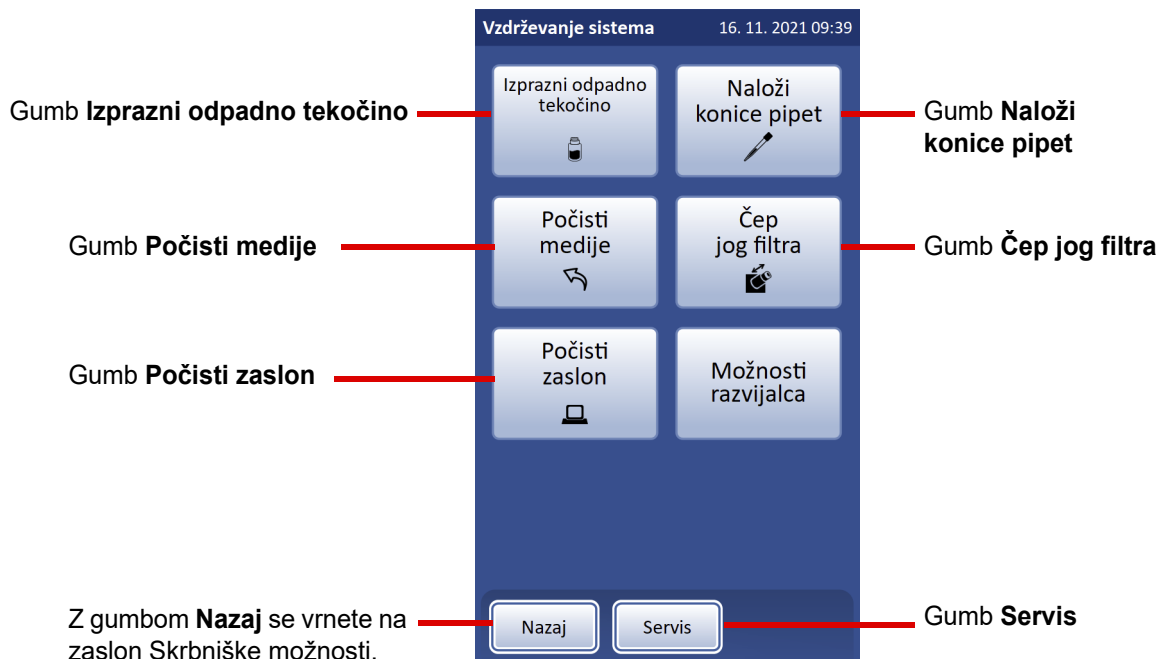 Vzdrževanje sistema 16. 11. 2021 09:39
Gumb Izprazni odpadno tekočino
Izprazni odpadno
tekočino
Naloži
konice pipet
Gumb Naloži
konice pipet
Gumb Počisti medije
Počisti
medije
Čep
jog filtra
Gumb Čep jog filtra
Gumb Počisti zaslon
Počisti
zaslon
Možnosti
razvijalca
Z gumbom Nazaj se vrnete na
zaslon Skrbniške možnosti.
Nazaj
Servis
Gumb Servis